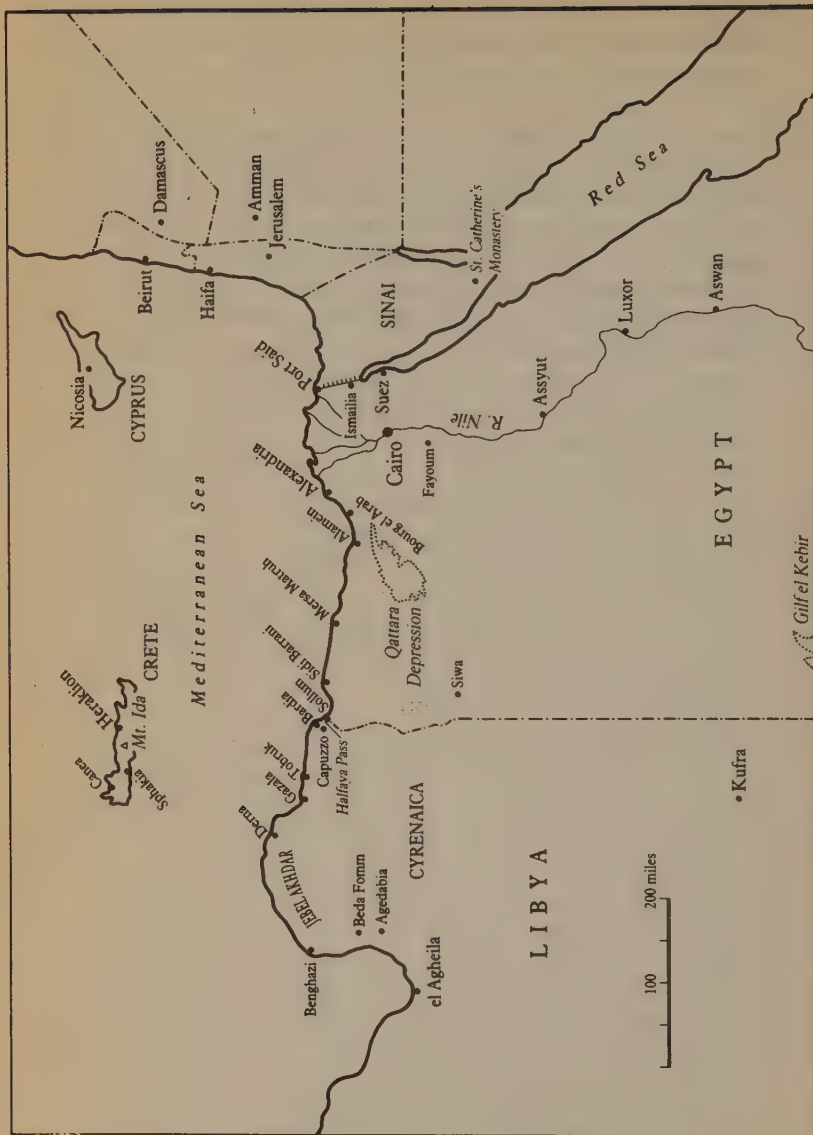 Nicosia
CYPRUS
Beirut
Damascus
Haifa
Amman
Jerusalem
Mediterranean Sea
Canea
Heraklion
CRETE
Mt. Ida
Sphakia
Port Said
SINAI
Ismailia
Suez
St. Catherine's
Monastery
Red Sea
Alexandria
Alamein
Bourg el Arab
Cairo
Fayoum
R. Nile
Assyut
Luxor
Aswan
Mersa Matruh
Sidi Barrani
Sollum
Bardia
Capuzzo
Halfaya Pass
Tobruk
Gazala
Derna
Qattara
Depression
Siwa
JEBEL AKHDAR
Benghazi
Beda Fomm
Agedabia
CYRENAICA
el Agheila
LIBYA
EGYPT
Kufra
Gilf el Kebir
100
200 miles